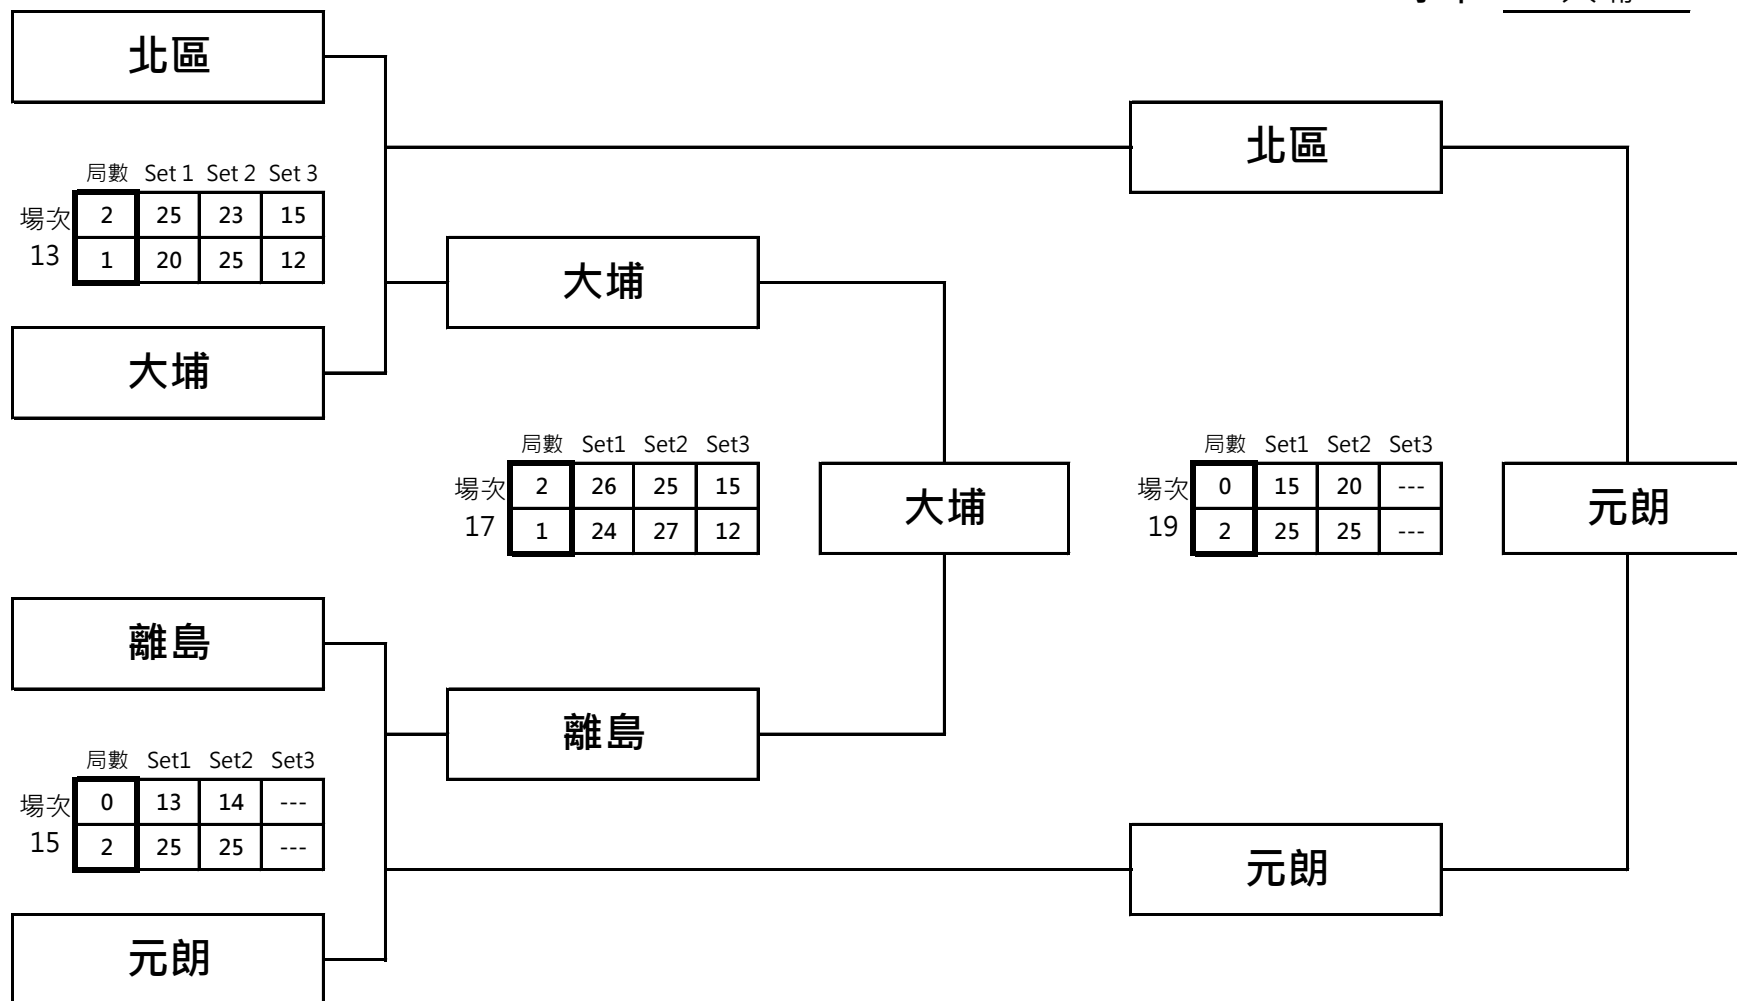 北區
北區
局數 Set 1 Set 2 Set 3
場次 2 25 23 15
13 1 20 25 12
大埔
大埔
局數 Set1 Set2 Set3
場次 2 26 25 15
17 1 24 27 12
大埔
局數 Set1 Set2 Set3
場次 0 15 20 ---
19 2 25 25 ---
元朗
離島
離島
局數 Set1 Set2 Set3
場次 0 13 14 ---
15 2 25 25 ---
元朗
元朗